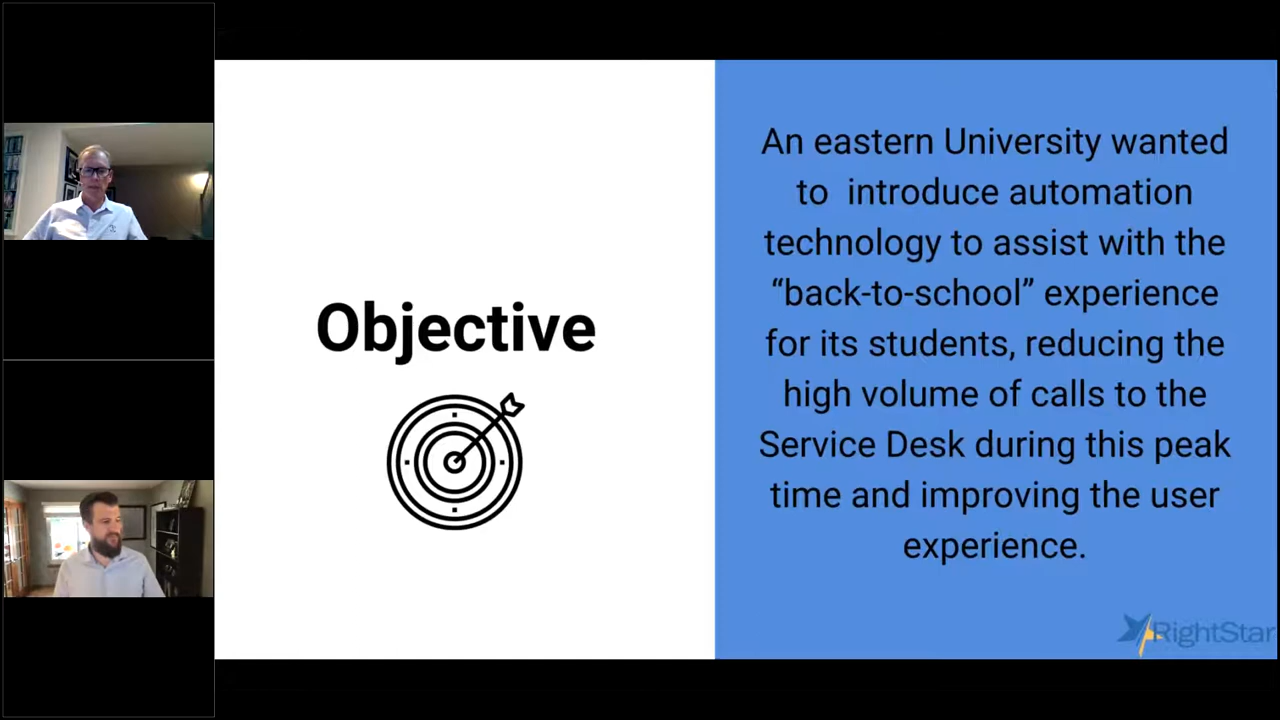 Objective
An eastern University wanted
to  introduce automation
technology to assist with the
“back-to-school” experience
for its students, reducing the
high volume of calls to the
Service Desk during this peak
time and improving the user
experience.
RightStar